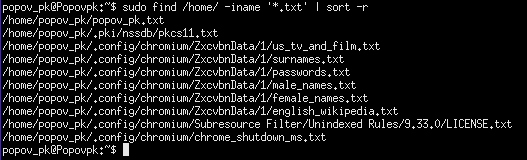 popov_pk@Popovpk:~$ sudo find /home/ -iname '*.txt' | sort -r
/home/popov_pk/popov_pk.txt
/home/popov_pk/.pki/nssdb/pkcs11.txt
/home/popov_pk/.config/chromium/ZxcvbnData/1/us_tv_and_film.txt
/home/popov_pk/.config/chromium/ZxcvbnData/1/surnames.txt
/home/popov_pk/.config/chromium/ZxcvbnData/1/passwords.txt
/home/popov_pk/.config/chromium/ZxcvbnData/1/male_names.txt
/home/popov_pk/.config/chromium/ZxcvbnData/1/female_names.txt
/home/popov_pk/.config/chromium/ZxcvbnData/1/english_wikipedia.txt
/home/popov_pk/.config/chromium/Subresource Filter/Unindexed Rules/9.33.0/LICENSE.txt
/home/popov_pk/.config/chromium/chrome_shutdown_ms.txt
popov_pk@Popovpk:~$